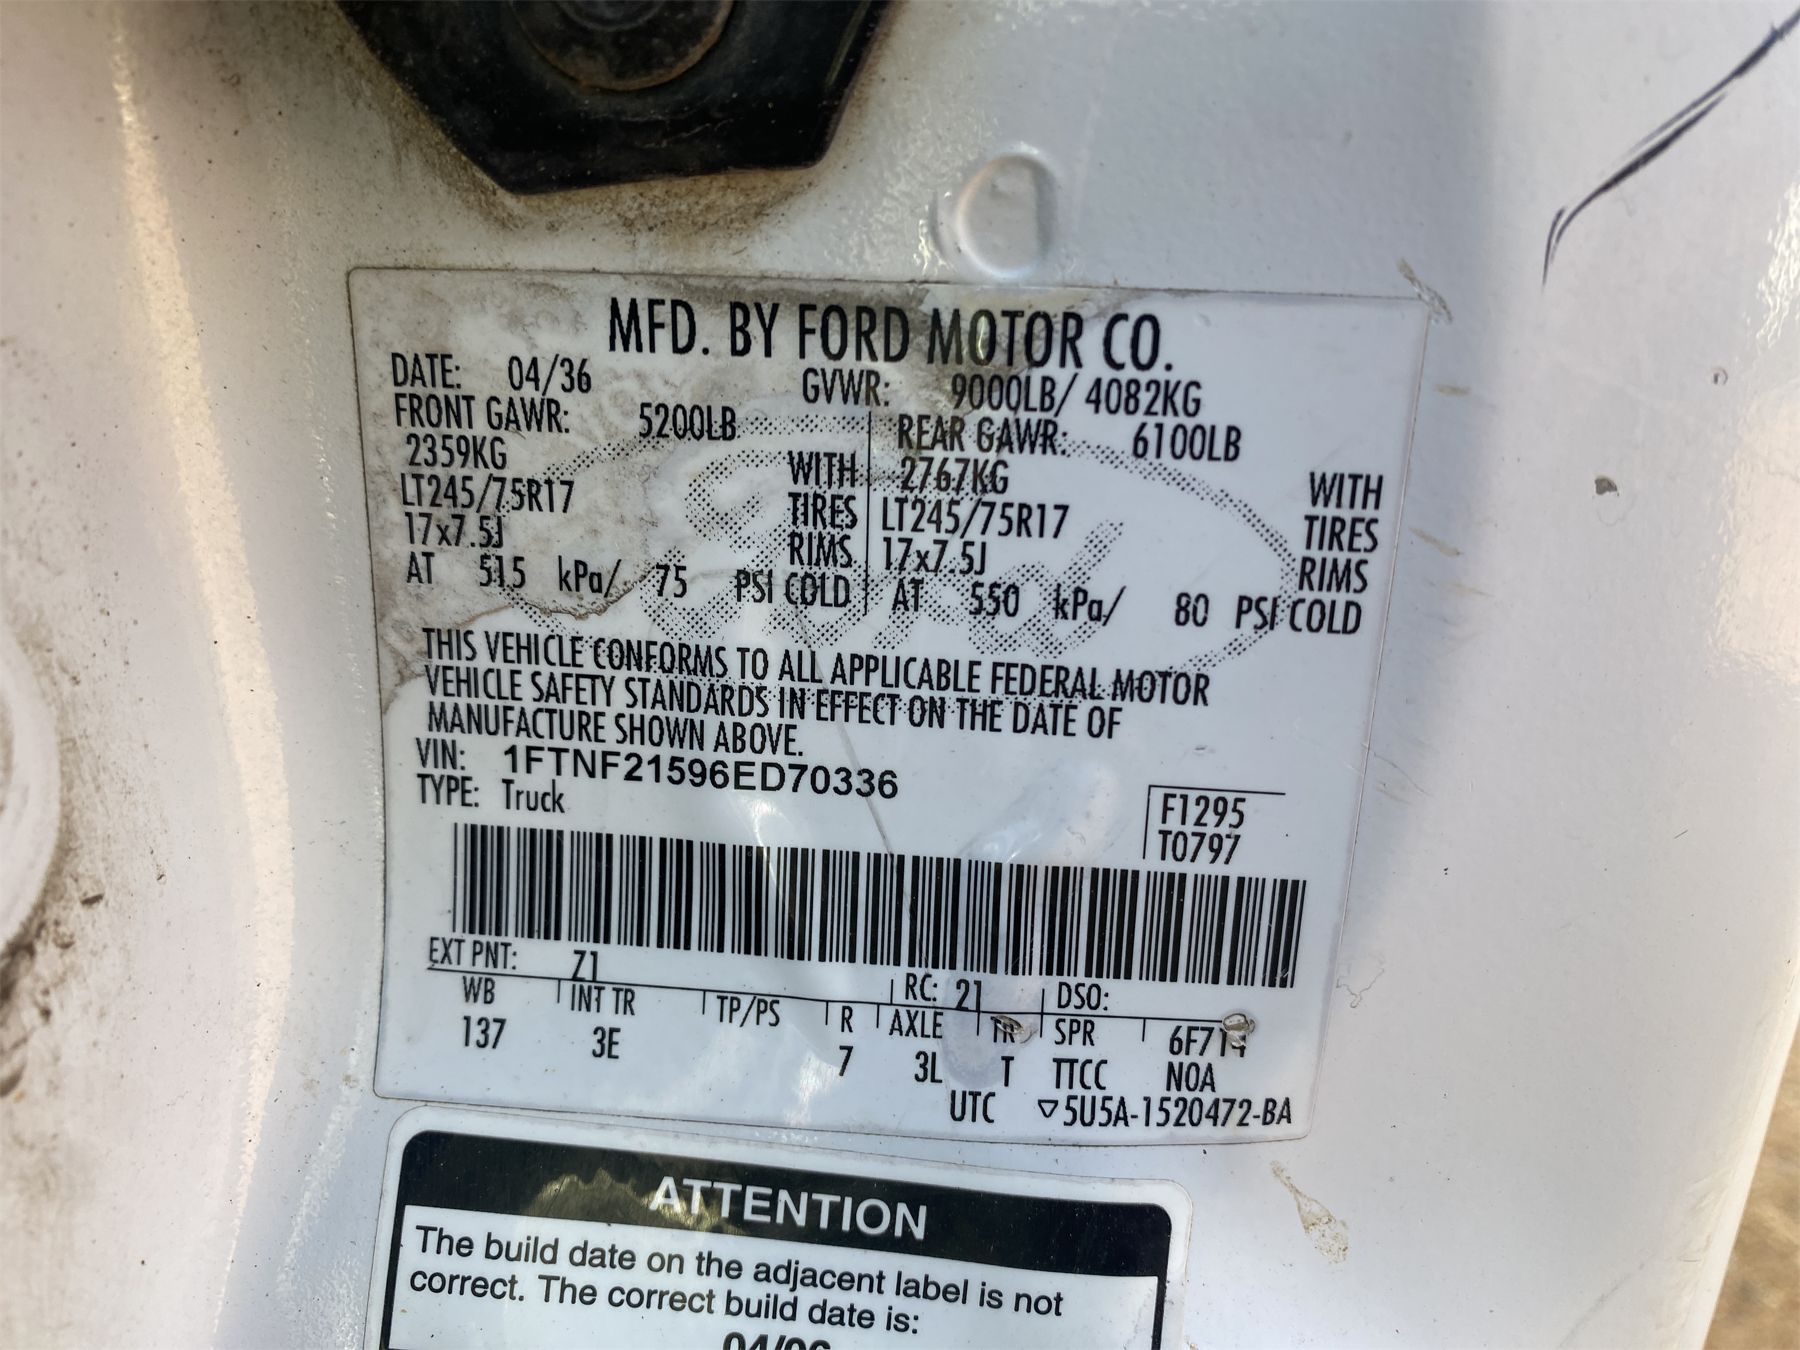 MFD. BY FORD MOTOR CO.
DATE: 04/36 GVWR: 9000LB/ 4082KG
FRONT GAWR: 5200LB REAR GAWR: 6100LB
2359KG WITH 2767KG WITH
LT245/75R17 TIRES LT245/75R17 TIRES
17x7.5J RIMS 17x7.5J RIMS
AT 515 kPa/ 75 PSI COLD AT 550 kPa/ 80 PSI COLD
Ford
THIS VEHICLE CONFORMS TO ALL APPLICABLE FEDERAL MOTOR
VEHICLE SAFETY STANDARDS IN EFFECT ON THE DATE OF
MANUFACTURE SHOWN ABOVE.
VIN: 1FTNF21596ED70336
TYPE: Truck
F1295
T0797
EXT PNT: Z1 RC: 21 DSO:
WB INT TR TP/PS R AXLE TR SPR 6F714
137 3E 7 3L T TTCC N0A
UTC ▽5U5A-1520472-BA
ATTENTION
The build date on the adjacent label is not
correct. The correct build date is:
04/06